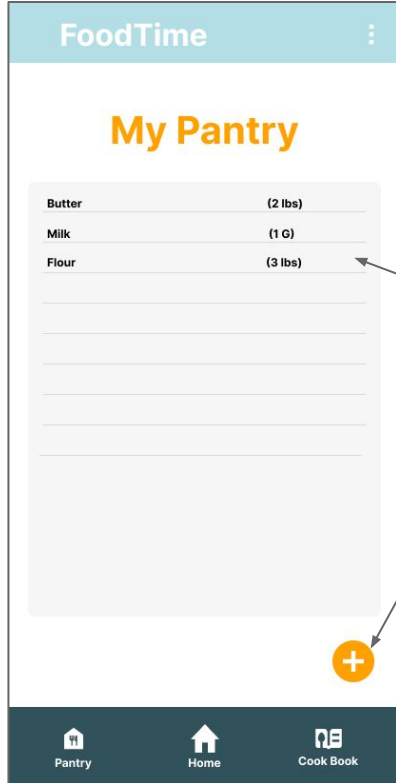 FoodTime
My Pantry
Butter (2 lbs)
Milk (1 G)
Flour (3 lbs)
Pantry Home Cook Book